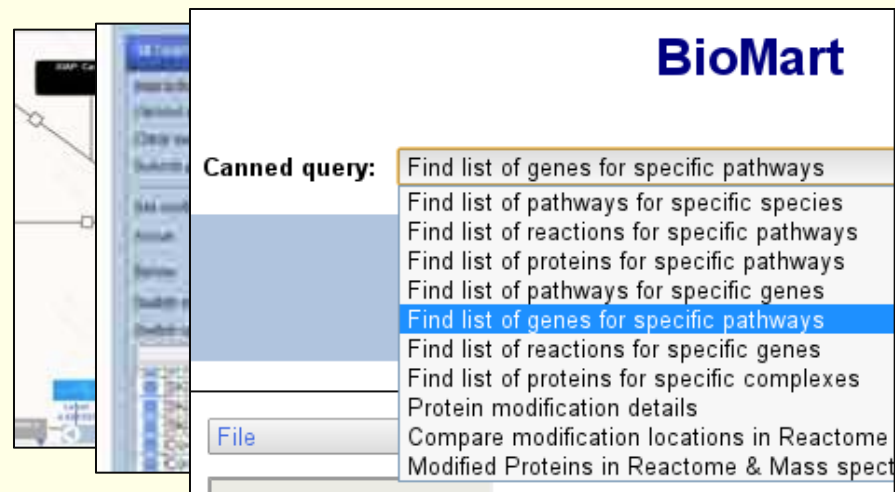 BioMart
Canned query: Find list of genes for specific pathways
Find list of pathways for specific species
Find list of reactions for specific pathways
Find list of proteins for specific pathways
Find list of pathways for specific genes
Find list of genes for specific pathways
Find list of reactions for specific genes
Find list of proteins for specific complexes
Protein modification details
Compare modification locations in Reactome
Modified Proteins in Reactome & Mass spect
File